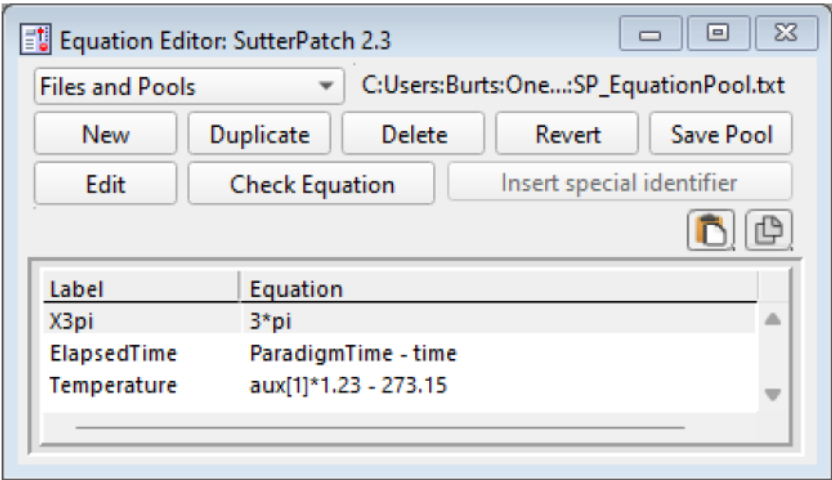 Equation Editor: SutterPatch 2.3
Files and Pools C:Users:Burts:One...:SP_EquationPool.txt
New Duplicate Delete Revert Save Pool
Edit Check Equation Insert special identifier
Label Equation
X3pi 3*pi
ElapsedTime ParadigmTime - time
Temperature aux[1]*1.23 - 273.15